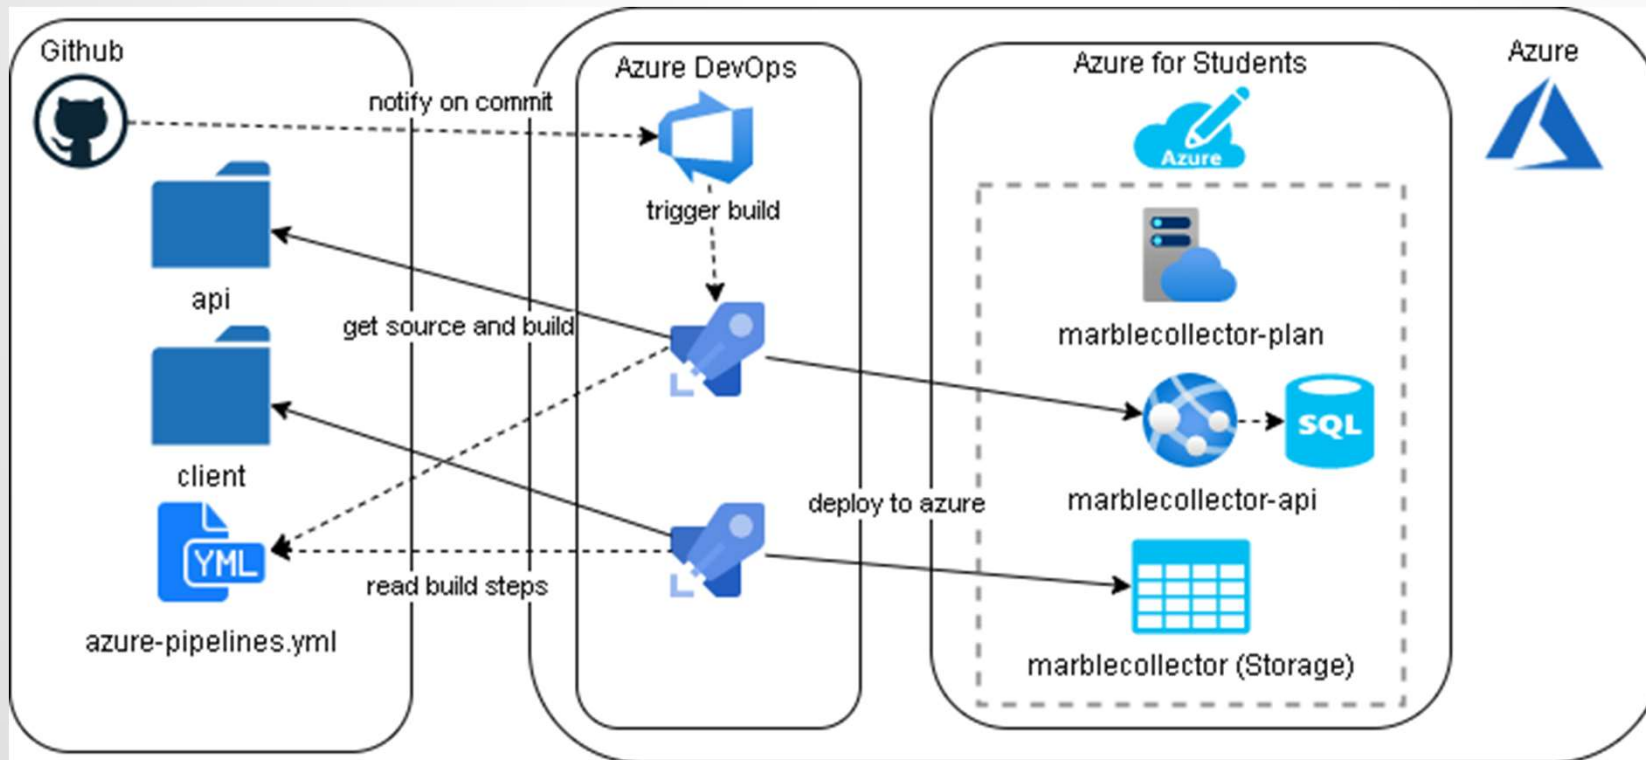 Github
Azure DevOps
Azure for Students
Azure
notify on commit
Azure
trigger build
api
get source and build
marblecollector-plan
client
SQL
deploy to azure
marblecollector-api
YML
read build steps
azure-pipelines.yml
marblecollector (Storage)